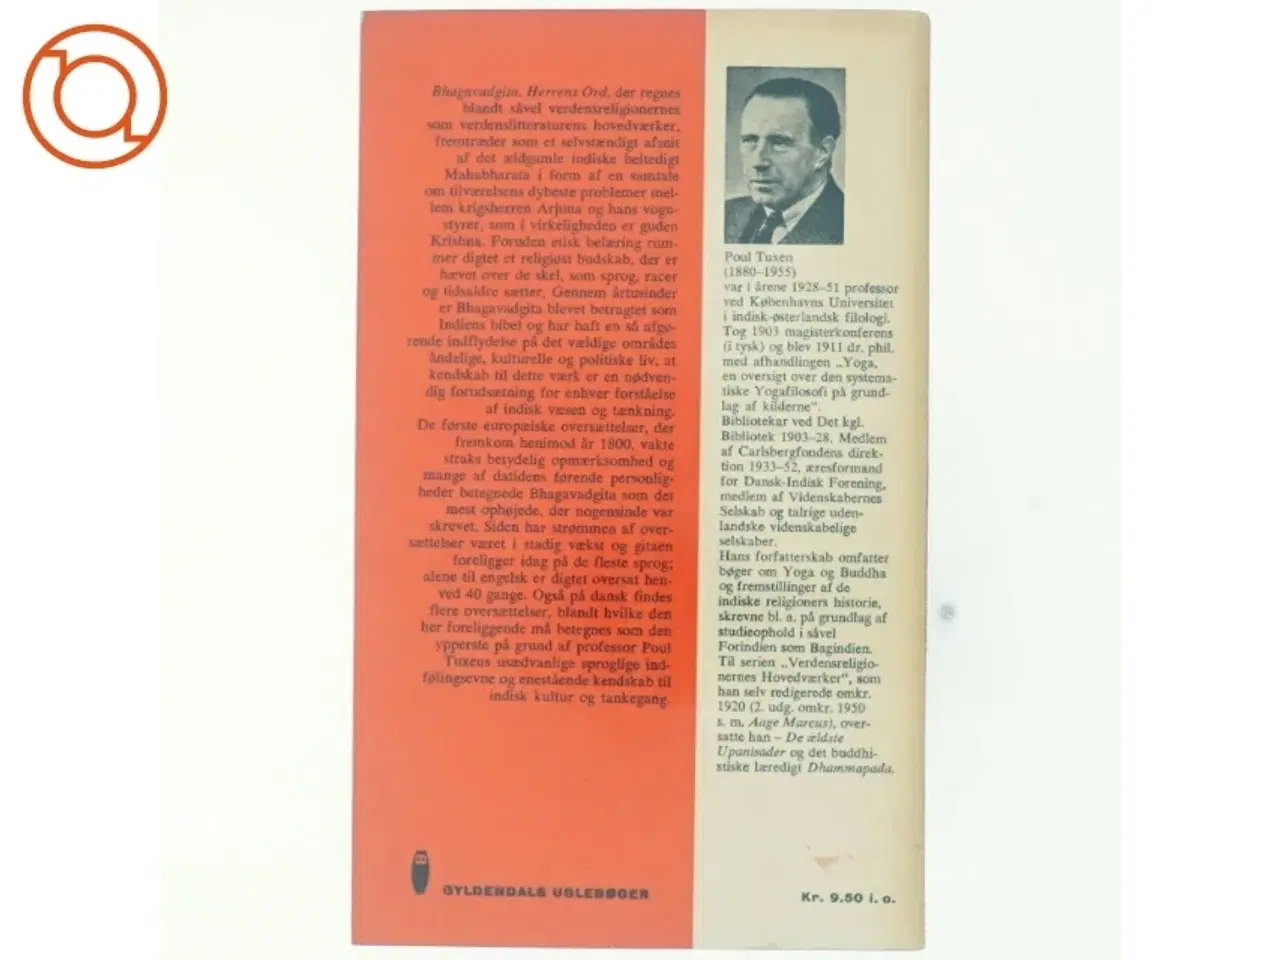 Bhagavadgita, Herrens Ord, der regnes
blandt såvel verdensreligionernes
som verdenslitteraturens hovedværker,
fremtræder som et selvstændigt afsnit
af det ældgamle indiske heltedigt
Mahabharata i form af en samtale
om tilværelsens dybeste problemer mel-
lem krigsherren Arjuna og hans vogn-
styrer, som i virkeligheden er guden
Krishna. Foruden etisk belæring rum-
mer digtet et religiøst budskab, der er
hævet over de skel, som sprog, racer
og tidsaldre sætter. Gennem årtusinder
er Bhagavadgita blevet betragtet som
Indiens bibel og har haft en så afgø-
rende indflydelse på det vældige områdes
åndelige, kulturelle og politiske liv, at
kendskab til dette værk er en nødven-
dig forudsætning for enhver forståelse
af indisk væsen og tænkning.
De første europæiske oversættelser, der
fremkom henimod år 1800, vakte
straks betydelig opmærksomhed og
mange af datidens førende personlig-
heder betegnede Bhagavadgita som det
mest ophøjede, der nogensinde var
skrevet. Siden har strømmen af over-
sættelser været i stadig vækst og gitaen
foreligger idag på de fleste sprog;
alene til engelsk er digtet oversat hen-
ved 40 gange. Også på dansk findes
flere oversættelser, blandt hvilke den
her foreliggende må betegnes som den
ypperste på grund af professor Poul
Tuxens usædvanlige sproglige ind-
følingsevne og enestående kendskab til
indisk kultur og tankegang.
GYLDENDALS UGLEBØGER
Poul Tuxen
(1880–1955)
var i årene 1928–51 professor
ved Københavns Universitet
i indisk-østerlandsk filologi.
Tog 1903 magisterkonferens
(i tysk) og blev 1911 dr. phil.
med afhandlingen „Yoga,
en oversigt over den systema-
tiske Yogafilosofi på grund-
lag af kilderne“.
Bibliotekar ved Det kgl.
Bibliotek 1903–28. Medlem
af Carlsbergfondens direk-
tion 1933–52, æresformand
for Dansk-Indisk Forening,
medlem af Videnskabernes
Selskab og talrige uden-
landske videnskabelige
selskaber.
Hans forfatterskab omfatter
bøger om Yoga og Buddha
og fremstillinger af de
indiske religioners historie,
skrevne bl. a. på grundlag af
studieophold i såvel
Forindien som Bagindien.
Til serien „Verdensreligio-
nernes Hovedværker“, som
han selv redigerede omkr.
1920 (2. udg. omkr. 1950
s. m. Aage Marcus), over-
satte han – De ældste
Upanisader og det buddhi-
stiske læredigt Dhammapada.
Kr. 9.50 i. o.